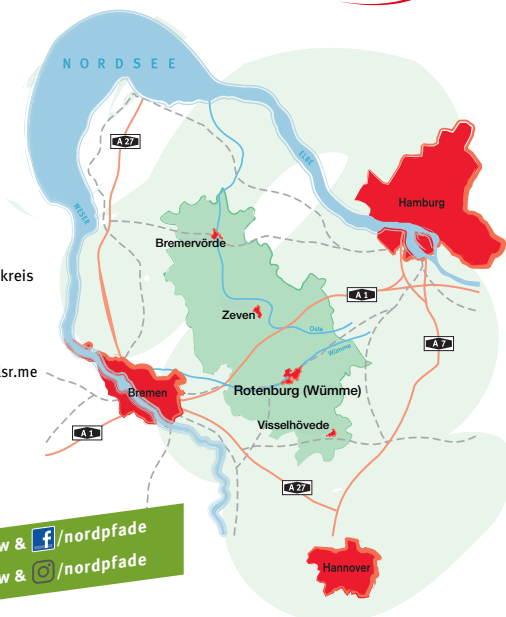 NORDSEE
A 27
ELBE
WESER
Hamburg
Bremervörde
kreis
A 1
Zeven
Oste
A 7
Wümme
sr.me
Bremen
Rotenburg (Wümme)
Visselhövede
A 1
A 27
w & f/nordpfade
w & /nordpfade
Hannover